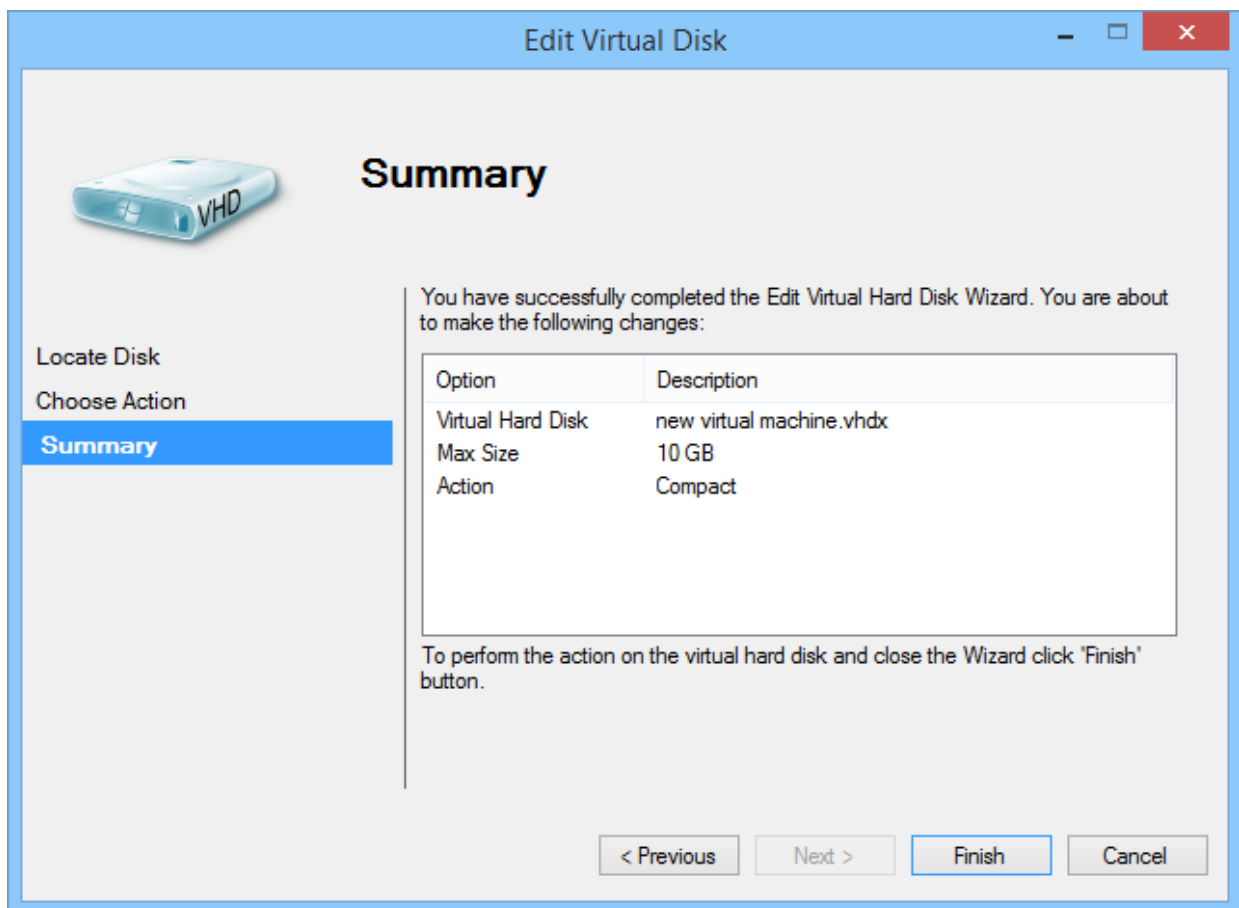 Edit Virtual Disk
VHD
Summary
You have successfully completed the Edit Virtual Hard Disk Wizard. You are about
to make the following changes:
Locate Disk
Choose Action
Summary
Option Description
Virtual Hard Disk new virtual machine.vhdx
Max Size 10 GB
Action Compact
To perform the action on the virtual hard disk and close the Wizard click 'Finish'
button.
< Previous Next > Finish Cancel